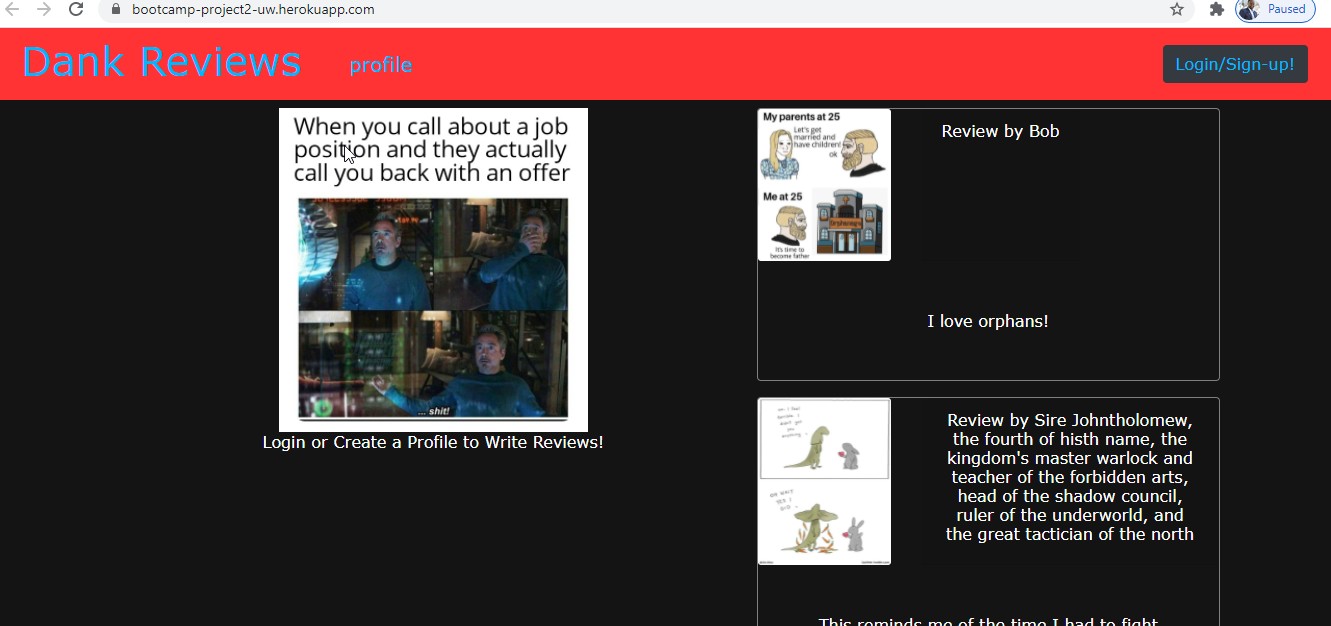 bootcamp-project2-uw.herokuapp.com
Paused
Dank Reviews
profile
Login/Sign-up!
When you call about a job
position and they actually
call you back with an offer
... shit!
Login or Create a Profile to Write Reviews!
My parents at 25
Let's get
married and
have children!
ok
Me at 25
Orphanage
It's time to
become father
Review by Bob
I love orphans!
OH WAIT
YES I
DID.
Review by Sire Johntholomew,
the fourth of histh name, the
kingdom's master warlock and
teacher of the forbidden arts,
head of the shadow council,
ruler of the underworld, and
the great tactician of the north
This reminds me of the time I had to fight